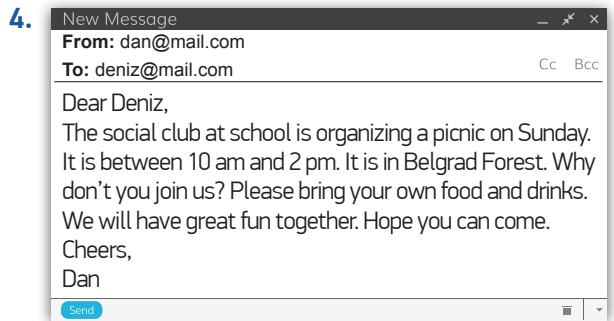 4.
New Message
From: dan@mail.com
To: deniz@mail.com
Cc Bcc
Dear Deniz,
The social club at school is organizing a picnic on Sunday.
It is between 10 am and 2 pm. It is in Belgrad Forest. Why
don't you join us? Please bring your own food and drinks.
We will have great fun together. Hope you can come.
Cheers,
Dan
Send